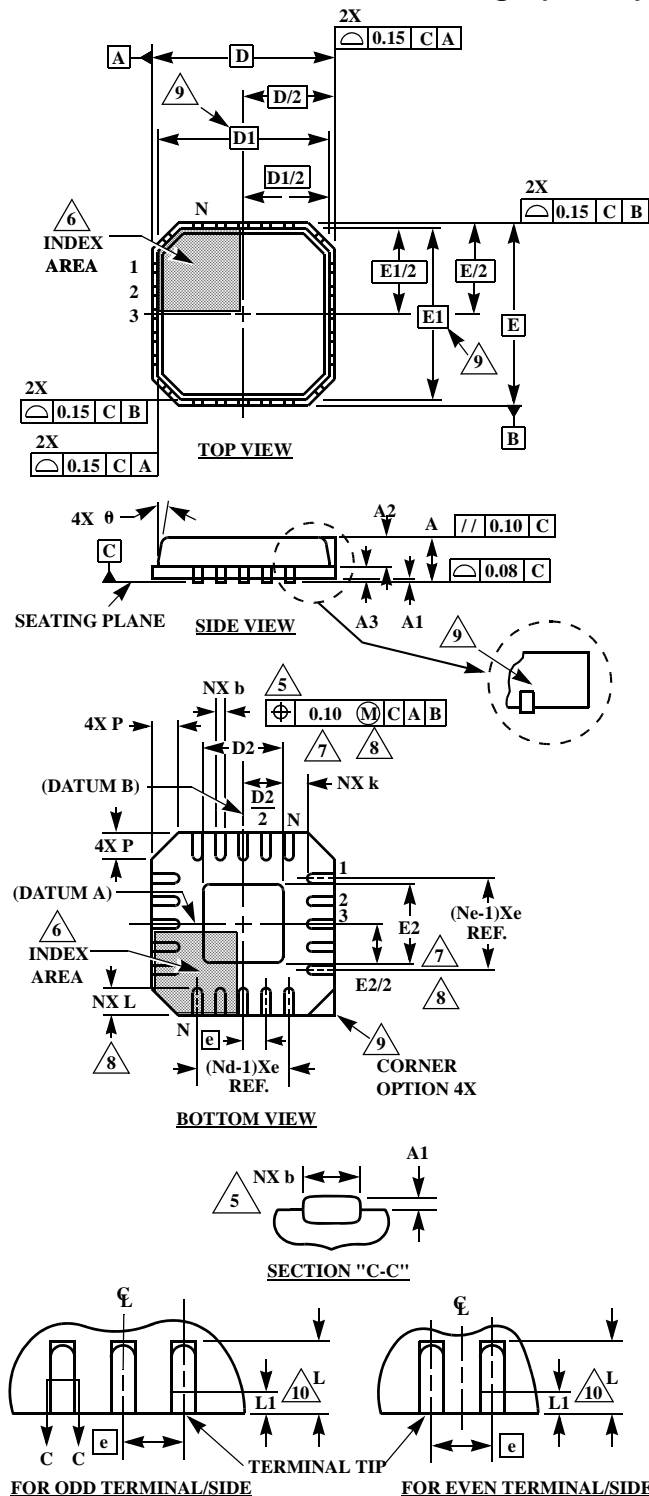 2X
⌓ 0.15 C A
A
D
D/2
9
D1
D1/2
2X
⌓ 0.15 C B
6
INDEX
AREA
N
1
2
3
E1/2
E/2
E1
E
9
2X
⌓ 0.15 C B
2X
⌓ 0.15 C A
B
TOP VIEW
4X θ
A2
A
// 0.10 C
C
⌓ 0.08 C
SEATING PLANE
SIDE VIEW
A3
A1
9
5
NX b
⌖ 0.10 Ⓜ C A B
4X P
D2
7
8
(DATUM B)
D2
2
NX k
N
4X P
1
(DATUM A)
2
3
6
INDEX
AREA
E2
(Ne-1)Xe
REF.
7
E2/2
8
NX L
N
e
8
9
(Nd-1)Xe
REF.
CORNER
OPTION 4X
BOTTOM VIEW
A1
NX b
5
SECTION "C-C"
C
L
C
L
L
10
L1
L
10
L1
C
C
e
TERMINAL TIP
e
FOR ODD TERMINAL/SIDE
FOR EVEN TERMINAL/SIDE